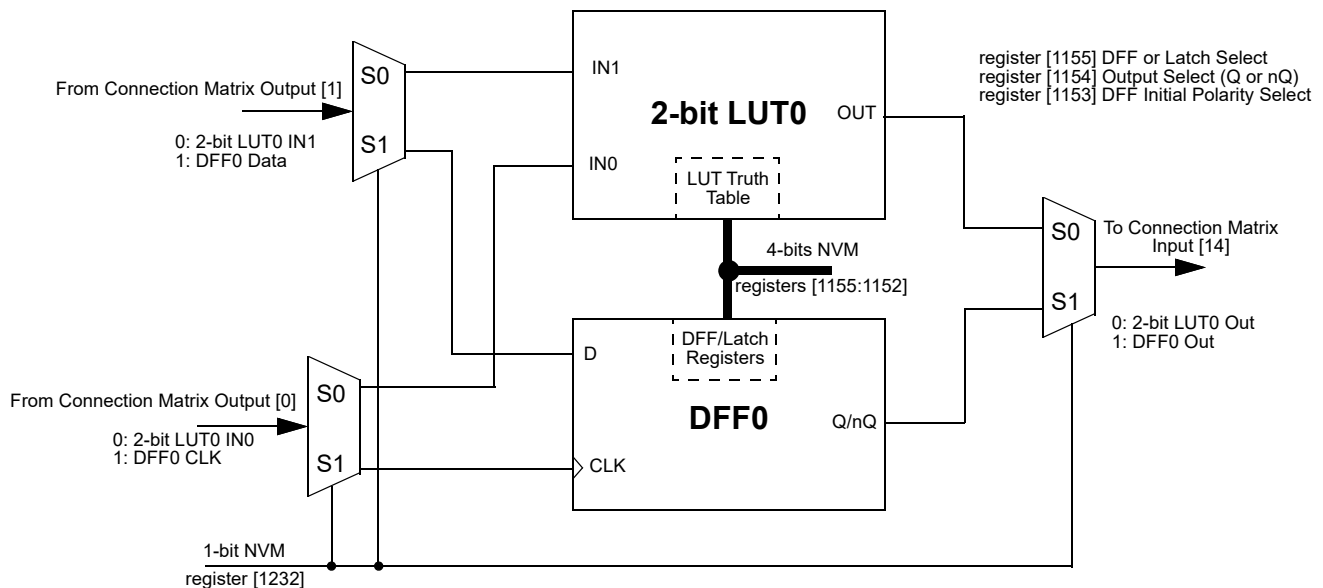 From Connection Matrix Output [1]
0: 2-bit LUT0 IN1
1: DFF0 Data
S0
S1
IN1
IN0
2-bit LUT0
OUT
LUT Truth
Table
register [1155] DFF or Latch Select
register [1154] Output Select (Q or nQ)
register [1153] DFF Initial Polarity Select
4-bits NVM
registers [1155:1152]
S0
S1
To Connection Matrix
Input [14]
0: 2-bit LUT0 Out
1: DFF0 Out
From Connection Matrix Output [0]
0: 2-bit LUT0 IN0
1: DFF0 CLK
S0
S1
D
CLK
DFF/Latch
Registers
DFF0
Q/nQ
1-bit NVM
register [1232]